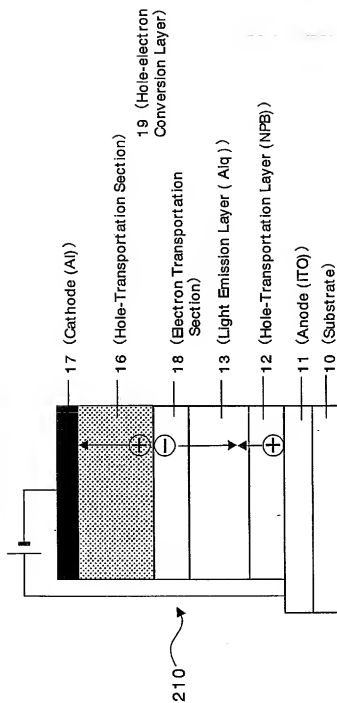 17 (Cathode (Al))
16 (Hole-Transportation Section)
19 (Hole-electron
Conversion Layer)
18 (Electron Transportation
Section)
13 (Light Emission Layer ( Alq))
12 (Hole-Transportation Layer (NPB))
11 (Anode (ITO))
10 (Substrate)
210
+
−
+